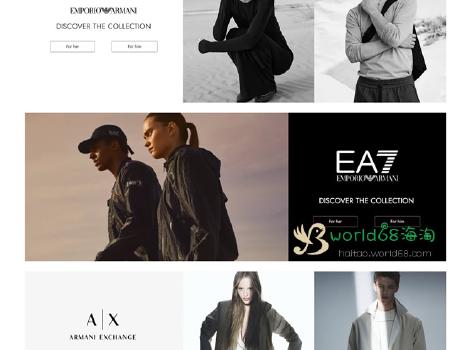 EMPORIO ARMANI
DISCOVER THE COLLECTION
For her
For him
EA7
EMPORIO ARMANI
DISCOVER THE COLLECTION
For her
For him
world68海淘
haitao.world68.com
A|X
ARMANI EXCHANGE